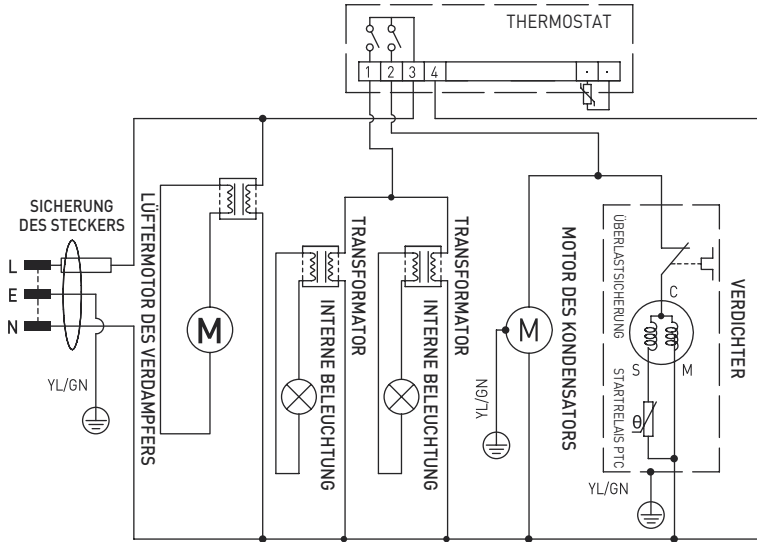 THERMOSTAT
1 2 3 4
SICHERUNG
DES STECKERS
L
E
N
YL/GN
LÜFTERMOTOR DES VERDAMPFERS
M
TRANSFORMATOR
INTERNE BELEUCHTUNG
TRANSFORMATOR
INTERNE BELEUCHTUNG
M
YL/GN
MOTOR DES KONDENSATORS
ÜBERLASTSICHERUNG
C
S M
STARTRELAIS PTC
θ
YL/GN
VERDICHTER